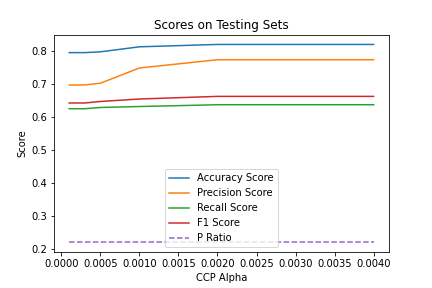 Scores on Testing Sets
Score
0.8
0.7
0.6
0.5
0.4
0.3
0.2
Accuracy Score
Precision Score
Recall Score
F1 Score
P Ratio
0.0000 0.0005 0.0010 0.0015 0.0020 0.0025 0.0030 0.0035 0.0040
CCP Alpha